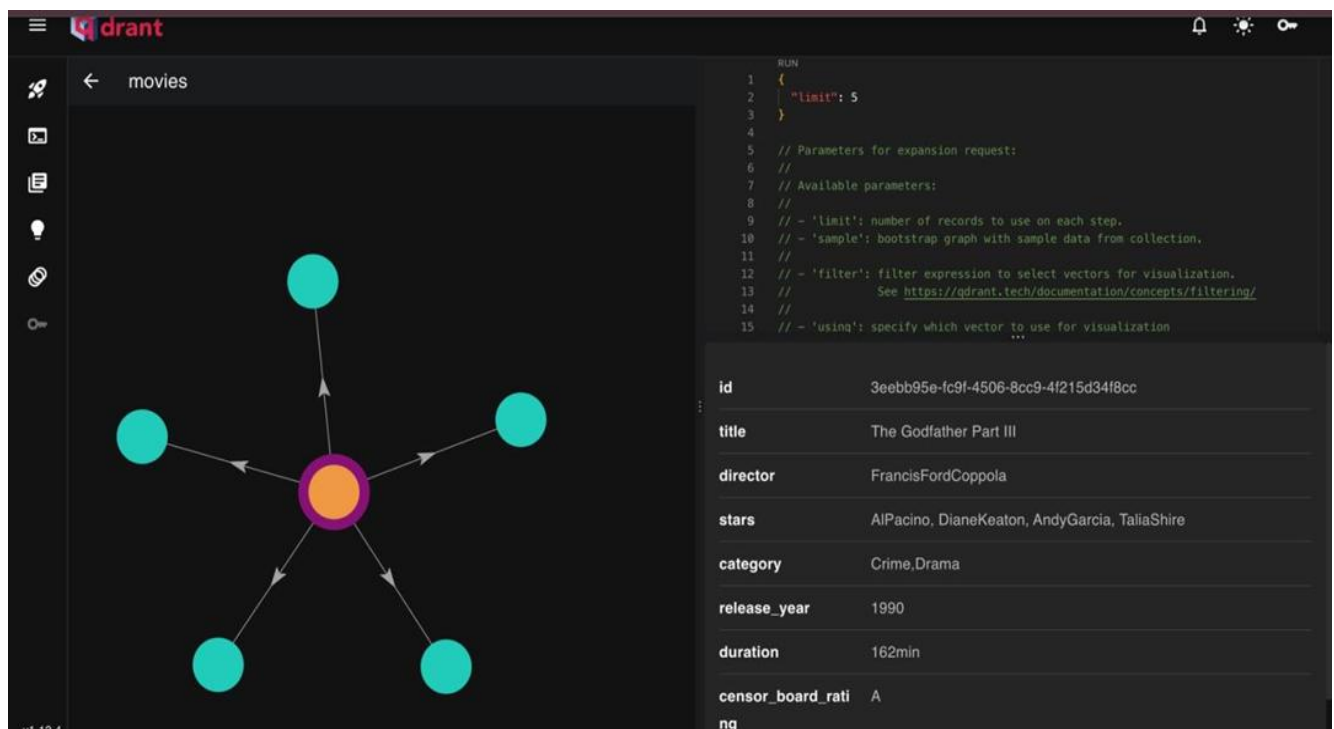 qdrant
movies
RUN
1 {
2 "limit": 5
3 }
4
5 // Parameters for expansion request:
6 //
7 // Available parameters:
8 //
9 // - 'limit': number of records to use on each step.
10 // - 'sample': bootstrap graph with sample data from collection.
11 //
12 // - 'filter': filter expression to select vectors for visualization.
13 // See https://qdrant.tech/documentation/concepts/filtering/
14 //
15 // - 'using': specify which vector to use for visualization
id 3eebb95e-fc9f-4506-8cc9-4f215d34f8cc
title The Godfather Part III
director FrancisFordCoppola
stars AlPacino, DianeKeaton, AndyGarcia, TaliaShire
category Crime,Drama
release_year 1990
duration 162min
censor_board_rati A
ng